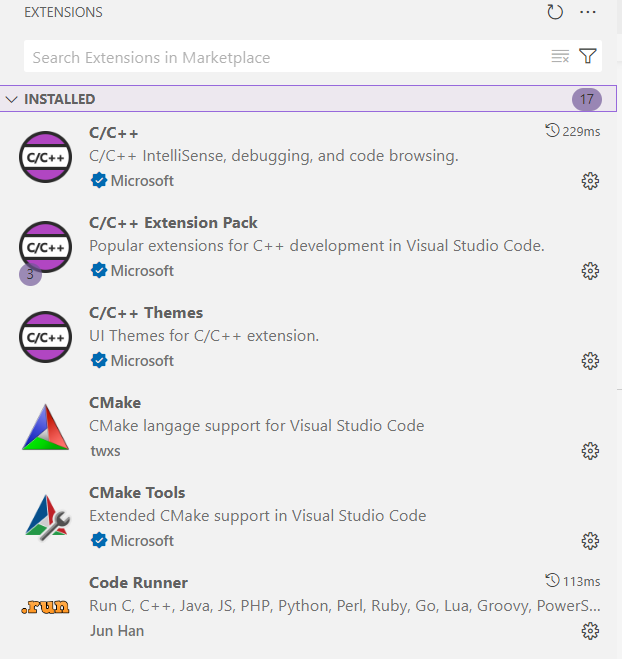 EXTENSIONS
Search Extensions in Marketplace
INSTALLED 17
C/C++ 229ms
C/C++ C/C++ IntelliSense, debugging, and code browsing.
Microsoft
C/C++ Extension Pack
C/C++ Popular extensions for C++ development in Visual Studio Code.
3 Microsoft
C/C++ Themes
C/C++ UI Themes for C/C++ extension.
Microsoft
CMake
CMake langage support for Visual Studio Code
twxs
CMake Tools
Extended CMake support in Visual Studio Code
Microsoft
Code Runner 113ms
.run Run C, C++, Java, JS, PHP, Python, Perl, Ruby, Go, Lua, Groovy, PowerS...
Jun Han